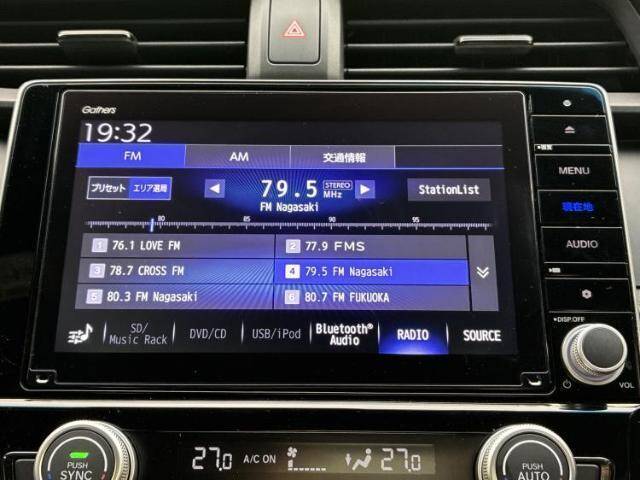 Gathers
19:32
FM AM 交通情報
プリセット エリア選局 79.5 STEREO MHz StationList
FM Nagasaki
80 85 90 95
1 76.1 LOVE FM 2 77.9 FMS
3 78.7 CROSS FM 4 79.5 FM Nagasaki
5 80.3 FM Nagasaki 6 80.7 FM FUKUOKA
SD/ Music Rack DVD/CD USB/iPod Bluetooth® Audio RADIO SOURCE
MENU
現在地
AUDIO
DISP.OFF
VOL
PUSH SYNC 27.0 A/C ON 27.0 PUSH AUTO